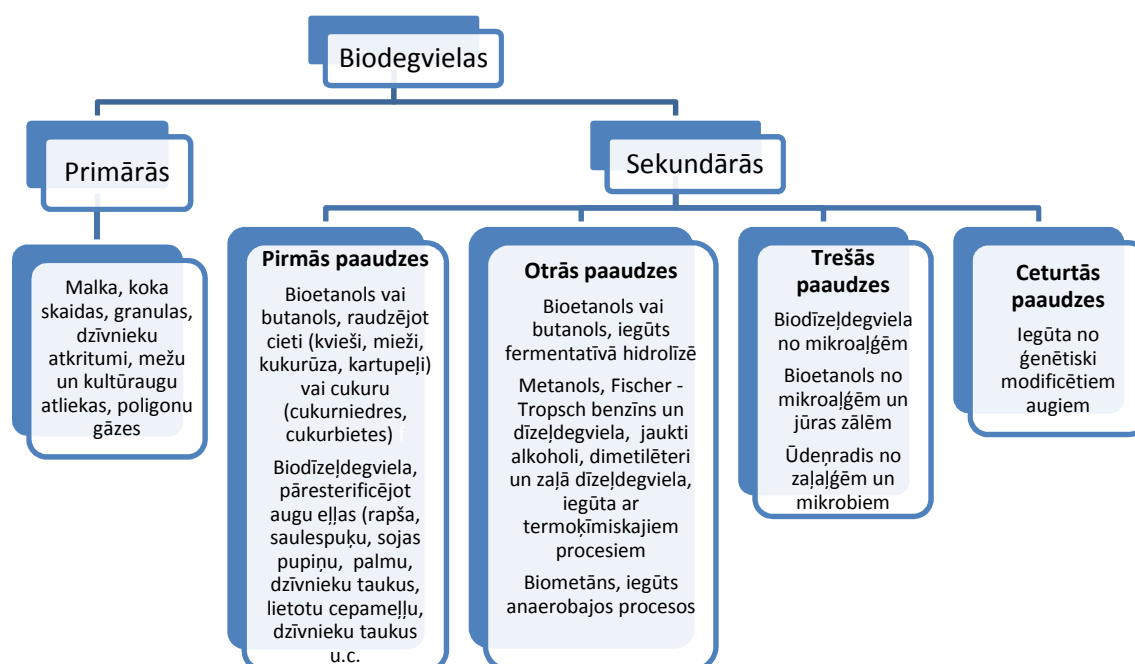 Biodegvielas
Primārās
Sekundārās
Malka, koka
skaidas, granulas,
dzīvnieku
atkritumi, mežu
un kultūraugu
atliekas, poligonu
gāzes
Pirmās paaudzes
Bioetanols vai
butanols, raudzējot
cieti (kvieši, mieži,
kukurūza, kartupeļi)
vai cukuru
(cukurniedres,
cukurbietes) f
Biodīzeļdegviela,
pāresterificējot
augu eļļas (rapša,
saulespuķu, sojas
pupiņu, palmu,
dzīvnieku taukus,
lietotu cepameļļu,
dzīvnieku taukus
u.c.
Otrās paaudzes
Bioetanols vai
butanols, iegūts
fermentatīvā hidrolīzē
Metanols, Fischer -
Tropsch benzīns un
dīzeļdegviela, jaukti
alkoholi, dimetilēteri
un zaļā dīzeļdegviela,
iegūta ar
termoķīmiskajiem
procesiem
Biometāns, iegūts
anaerobajos procesos
Trešās
paaudzes
Biodīzeļdegviela
no mikroaļģēm
Bioetanols no
mikroaļģēm un
jūras zālēm
Ūdeņradis no
zaļaļģēm un
mikrobiem
Ceturtās
paaudzes
Iegūta no
ģenētiski
modificētiem
augiem